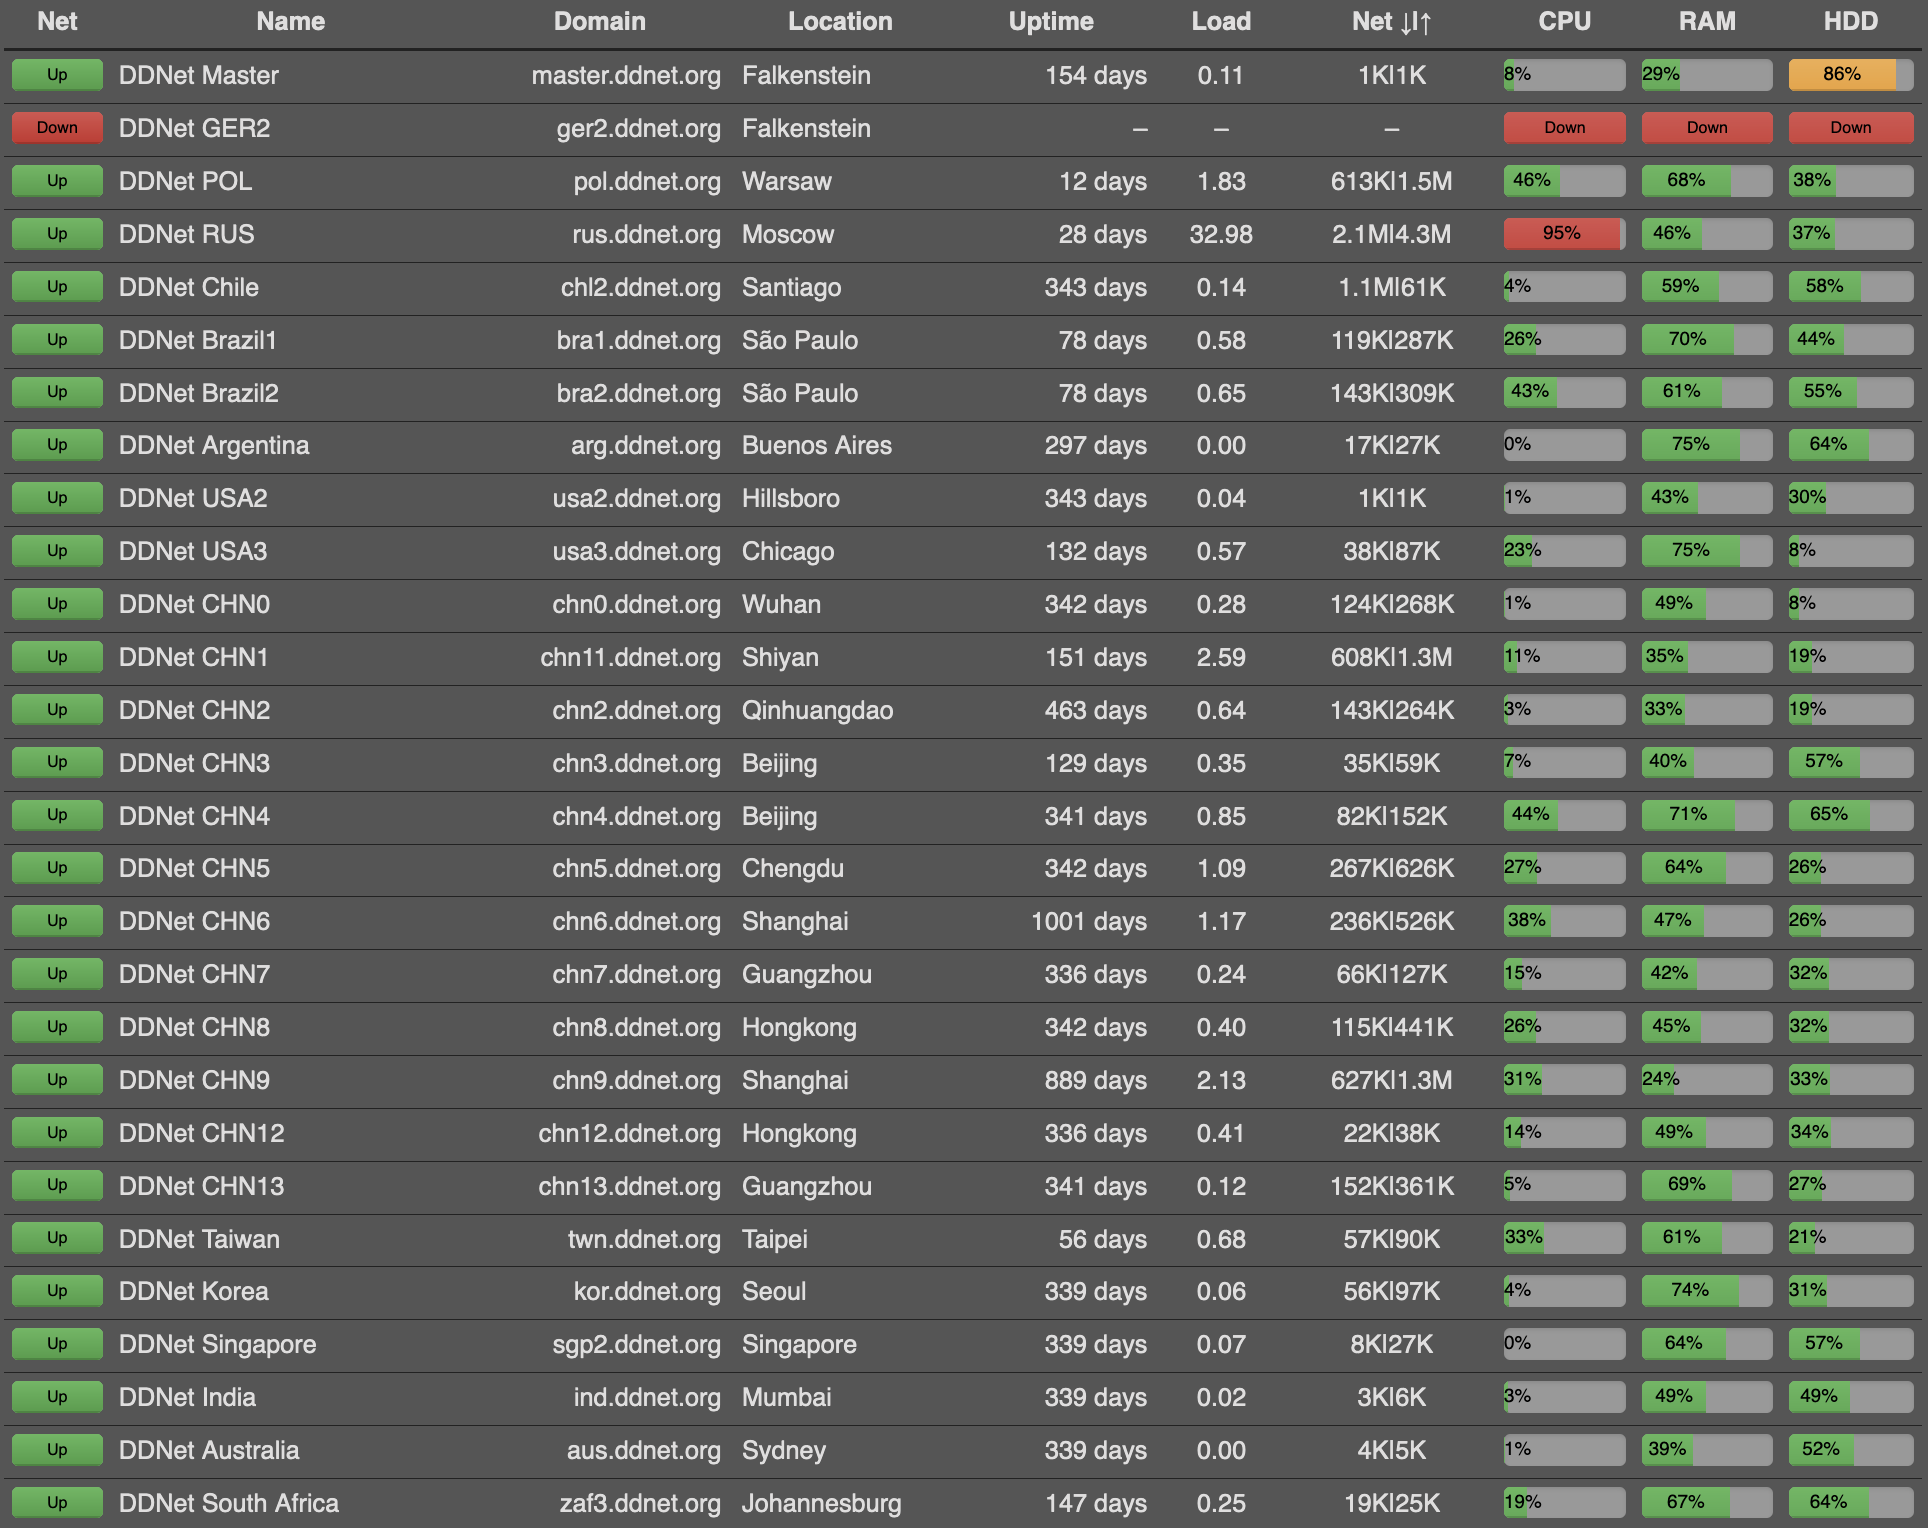 Net Name Domain Location Uptime Load Net ↓|↑ CPU RAM HDD
Up DDNet Master master.ddnet.org Falkenstein 154 days 0.11 1K|1K 8% 29% 86%
Down DDNet GER2 ger2.ddnet.org Falkenstein – – – Down Down Down
Up DDNet POL pol.ddnet.org Warsaw 12 days 1.83 613K|1.5M 46% 68% 38%
Up DDNet RUS rus.ddnet.org Moscow 28 days 32.98 2.1M|4.3M 95% 46% 37%
Up DDNet Chile chl2.ddnet.org Santiago 343 days 0.14 1.1M|61K 4% 59% 58%
Up DDNet Brazil1 bra1.ddnet.org São Paulo 78 days 0.58 119K|287K 26% 70% 44%
Up DDNet Brazil2 bra2.ddnet.org São Paulo 78 days 0.65 143K|309K 43% 61% 55%
Up DDNet Argentina arg.ddnet.org Buenos Aires 297 days 0.00 17K|27K 0% 75% 64%
Up DDNet USA2 usa2.ddnet.org Hillsboro 343 days 0.04 1K|1K 1% 43% 30%
Up DDNet USA3 usa3.ddnet.org Chicago 132 days 0.57 38K|87K 23% 75% 8%
Up DDNet CHN0 chn0.ddnet.org Wuhan 342 days 0.28 124K|268K 1% 49% 8%
Up DDNet CHN1 chn11.ddnet.org Shiyan 151 days 2.59 608K|1.3M 11% 35% 19%
Up DDNet CHN2 chn2.ddnet.org Qinhuangdao 463 days 0.64 143K|264K 3% 33% 19%
Up DDNet CHN3 chn3.ddnet.org Beijing 129 days 0.35 35K|59K 7% 40% 57%
Up DDNet CHN4 chn4.ddnet.org Beijing 341 days 0.85 82K|152K 44% 71% 65%
Up DDNet CHN5 chn5.ddnet.org Chengdu 342 days 1.09 267K|626K 27% 64% 26%
Up DDNet CHN6 chn6.ddnet.org Shanghai 1001 days 1.17 236K|526K 38% 47% 26%
Up DDNet CHN7 chn7.ddnet.org Guangzhou 336 days 0.24 66K|127K 15% 42% 32%
Up DDNet CHN8 chn8.ddnet.org Hongkong 342 days 0.40 115K|441K 26% 45% 32%
Up DDNet CHN9 chn9.ddnet.org Shanghai 889 days 2.13 627K|1.3M 31% 24% 33%
Up DDNet CHN12 chn12.ddnet.org Hongkong 336 days 0.41 22K|38K 14% 49% 34%
Up DDNet CHN13 chn13.ddnet.org Guangzhou 341 days 0.12 152K|361K 5% 69% 27%
Up DDNet Taiwan twn.ddnet.org Taipei 56 days 0.68 57K|90K 33% 61% 21%
Up DDNet Korea kor.ddnet.org Seoul 339 days 0.06 56K|97K 4% 74% 31%
Up DDNet Singapore sgp2.ddnet.org Singapore 339 days 0.07 8K|27K 0% 64% 57%
Up DDNet India ind.ddnet.org Mumbai 339 days 0.02 3K|6K 3% 49% 49%
Up DDNet Australia aus.ddnet.org Sydney 339 days 0.00 4K|5K 1% 39% 52%
Up DDNet South Africa zaf3.ddnet.org Johannesburg 147 days 0.25 19K|25K 19% 67% 64%